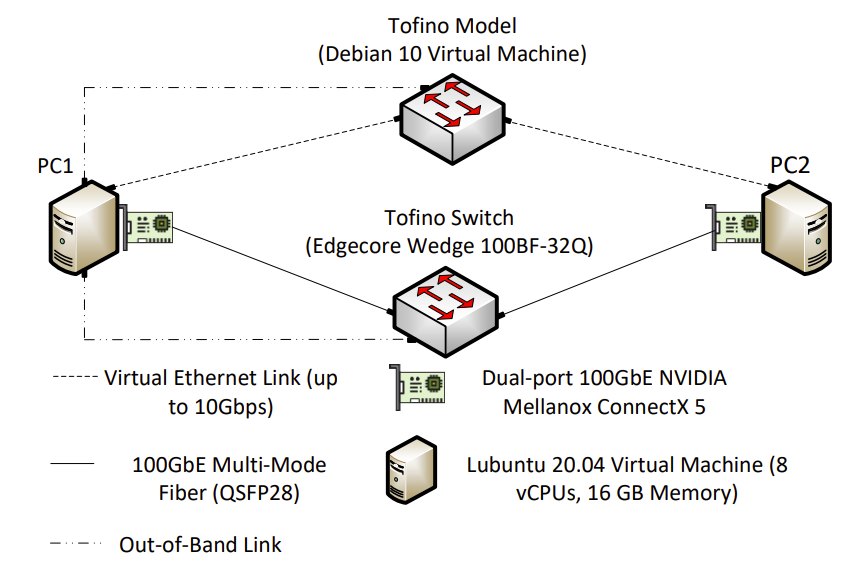 Tofino Model
(Debian 10 Virtual Machine)
PC1
PC2
Tofino Switch
(Edgecore Wedge 100BF-32Q)
Virtual Ethernet Link (up
to 10Gbps)
Dual-port 100GbE NVIDIA
Mellanox ConnectX 5
100GbE Multi-Mode
Fiber (QSFP28)
Lubuntu 20.04 Virtual Machine (8
vCPUs, 16 GB Memory)
Out-of-Band Link